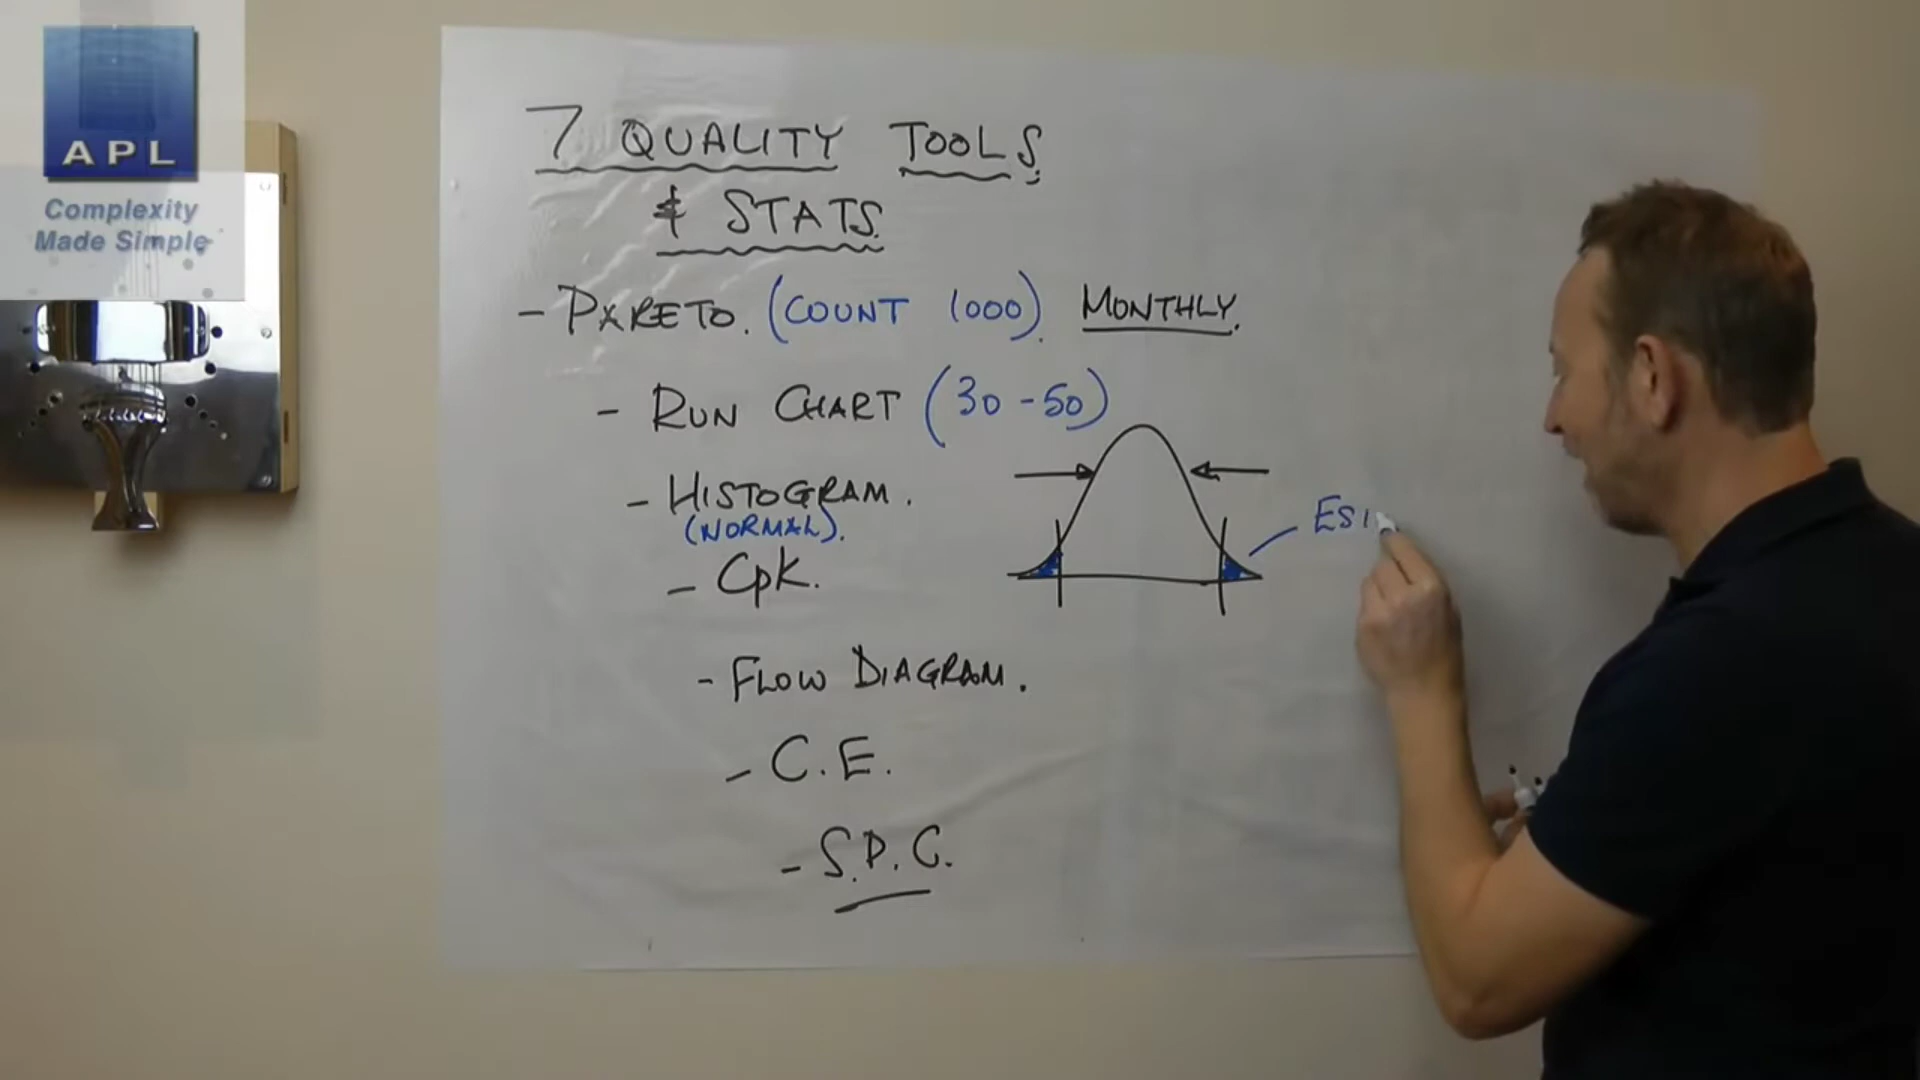 APL
Complexity
Made Simple
7 QUALITY TOOLS
& STATS.
- PARETO. (COUNT 1000). MONTHLY.
- RUN CHART (30-50)
- HISTOGRAM.
(NORMAL).
- CpK.
ESI
- FLOW DIAGRAM.
- C.E.
- S.P.C.